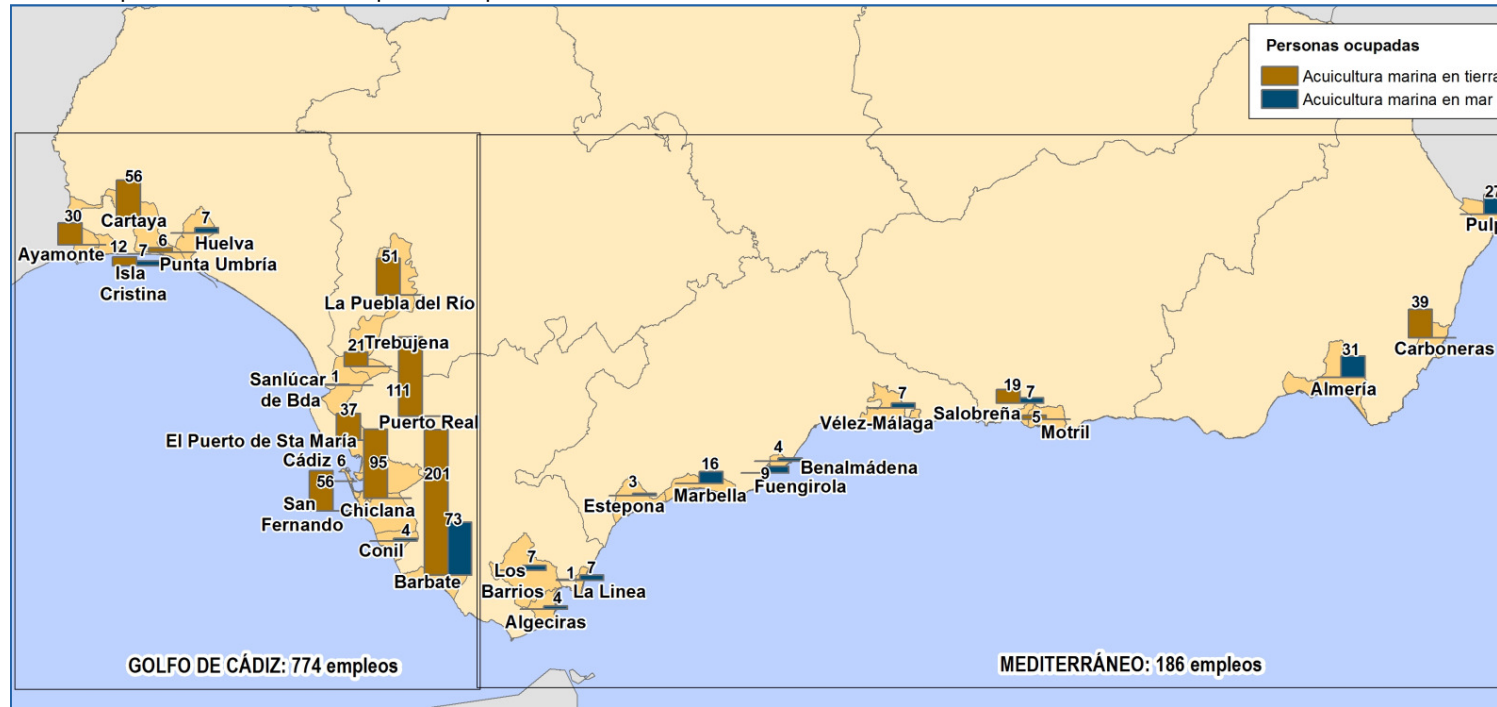 Personas ocupadas
Acuicultura marina en tierra
Acuicultura marina en mar
56
Cartaya
30
Ayamonte
7
Huelva
6
Punta Umbría
12
7
Isla
Cristina
51
La Puebla del Río
Trebujena
21
1
Sanlúcar
de Bda
111
Puerto Real
37
El Puerto de Sta María
Cádiz
6
95
Chiclana
56
San
Fernando
201
73
Barbate
4
Conil
7
Los
Barrios
1
7
La Linea
4
Algeciras
3
Estepona
16
Marbella
4
Benalmádena
9
Fuengirola
7
Vélez-Málaga
19
7
Salobreña
5
Motril
31
Almería
39
Carboneras
27
Pulp
GOLFO DE CÁDIZ: 774 empleos
MEDITERRÁNEO: 186 empleos